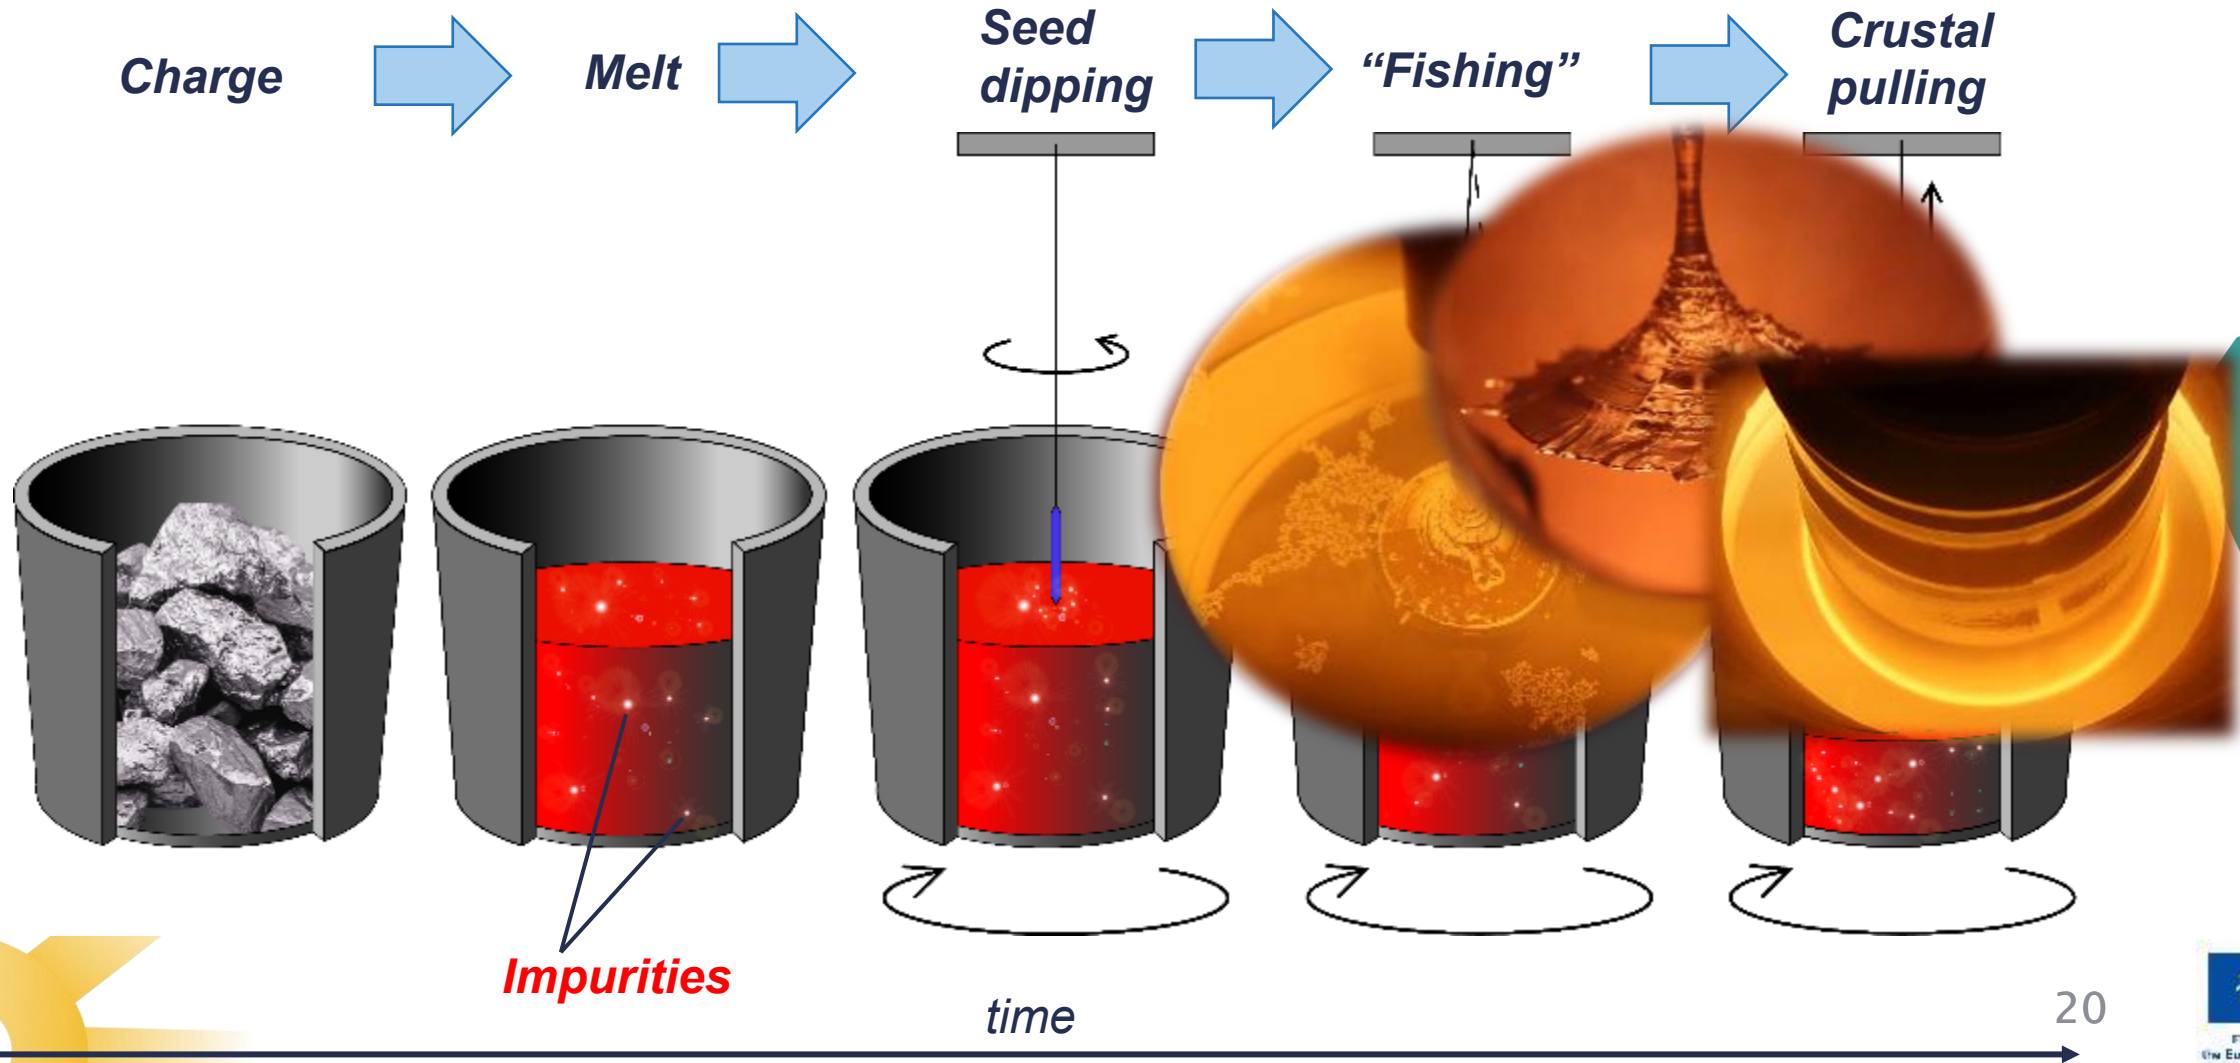 Charge
Melt
Seed
dipping
“Fishing”
Crustal
pulling
Impurities
time
20